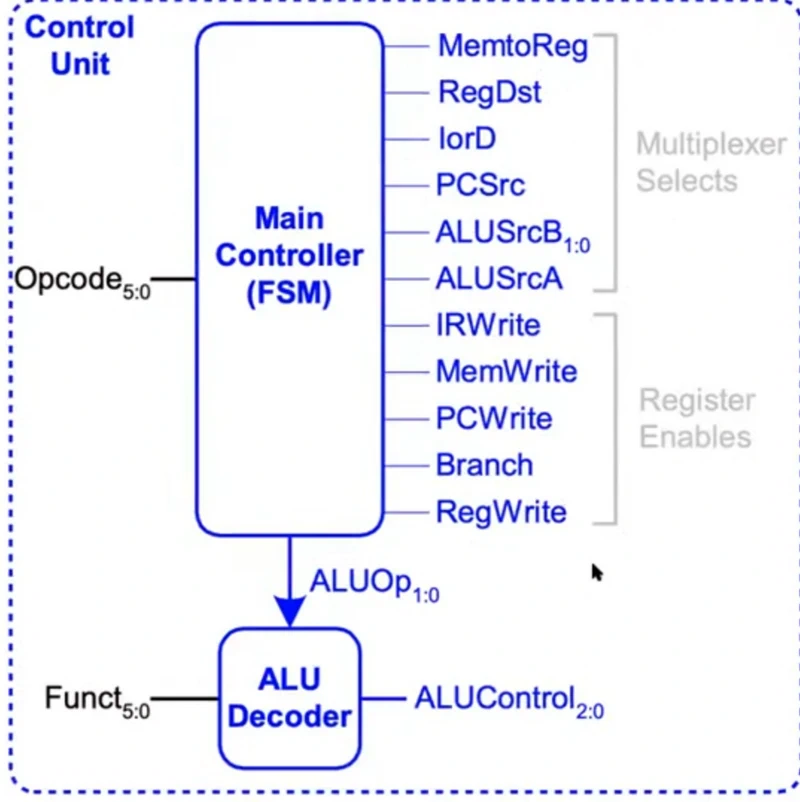 Control
Unit
MemtoReg
RegDst
IorD
Multiplexer
Selects
PCSrc
Main
Controller
(FSM)
ALUSrcB1:0
Opcode5:0
ALUSrcA
IRWrite
MemWrite
Register
Enables
PCWrite
Branch
RegWrite
ALUOp1:0
ALU
Decoder
Funct5:0
ALUControl2:0